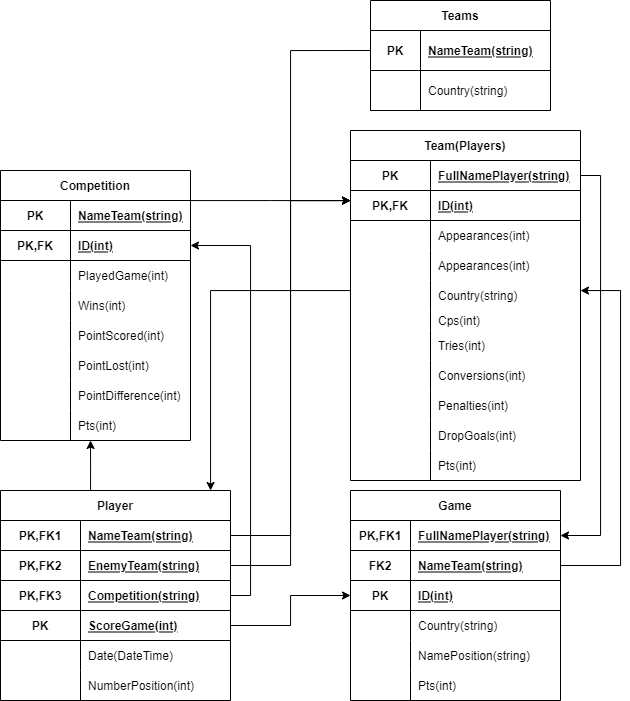 Teams
PK NameTeam(string)
Country(string)
Team(Players)
PK FullNamePlayer(string)
PK,FK ID(int)
Appearances(int)
Appearances(int)
Country(string)
Cps(int)
Tries(int)
Conversions(int)
Penalties(int)
DropGoals(int)
Pts(int)
Competition
PK NameTeam(string)
PK,FK ID(int)
PlayedGame(int)
Wins(int)
PointScored(int)
PointLost(int)
PointDifference(int)
Pts(int)
Player
PK,FK1 NameTeam(string)
PK,FK2 EnemyTeam(string)
PK,FK3 Competition(string)
PK ScoreGame(int)
Date(DateTime)
NumberPosition(int)
Game
PK,FK1 FullNamePlayer(string)
FK2 NameTeam(string)
PK ID(int)
Country(string)
NamePosition(string)
Pts(int)